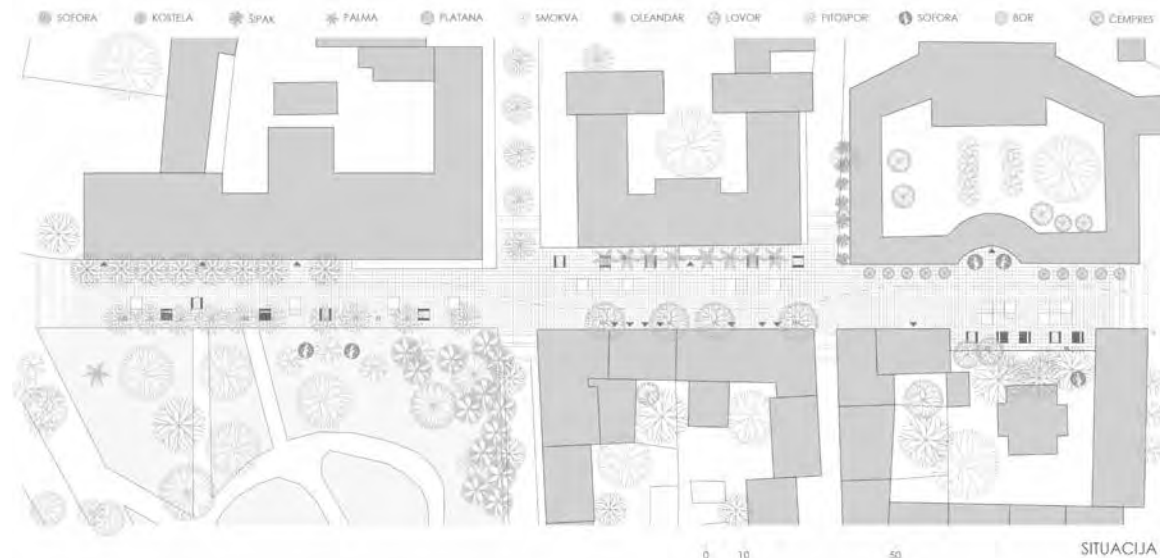 SOFORA KOSTELA ŠIPAK PALMA PLATANA SMOKVA OLEANDAR LOVOR PITOSPOR SOFORA BOR ČEMPRES
0 10 50
SITUACIJA